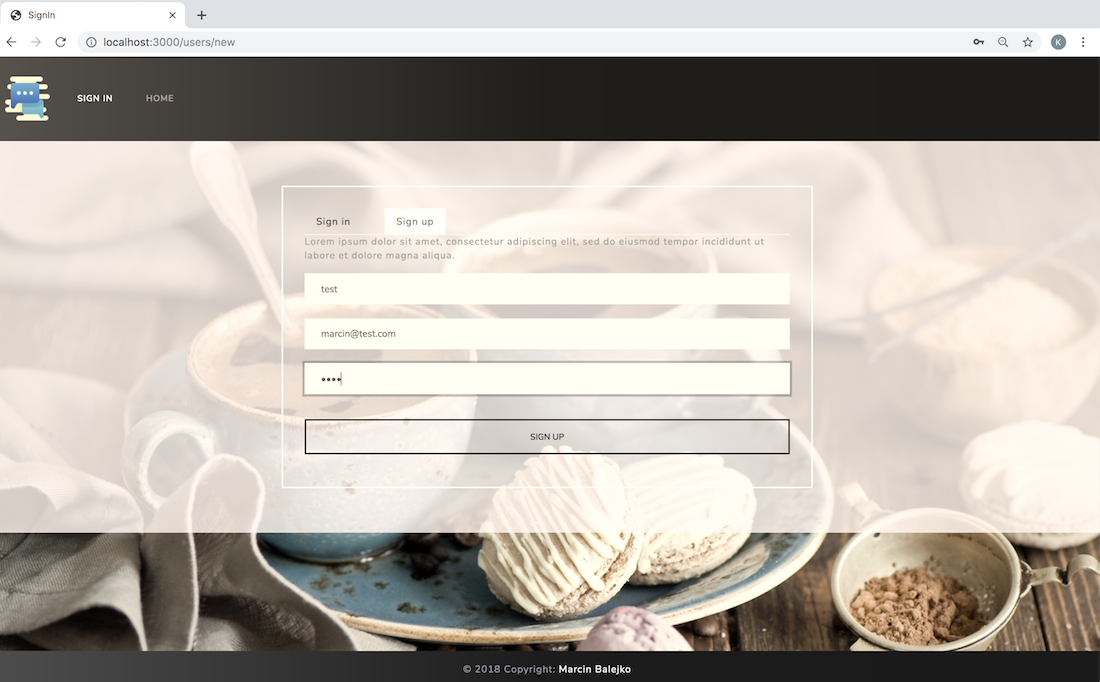 SignIn
localhost:3000/users/new
K
SIGN IN
HOME
Sign in
Sign up
Lorem ipsum dolor sit amet, consectetur adipiscing elit, sed do eiusmod tempor incididunt ut
labore et dolore magna aliqua.
test
marcin@test.com
SIGN UP
© 2018 Copyright: Marcin Balejko